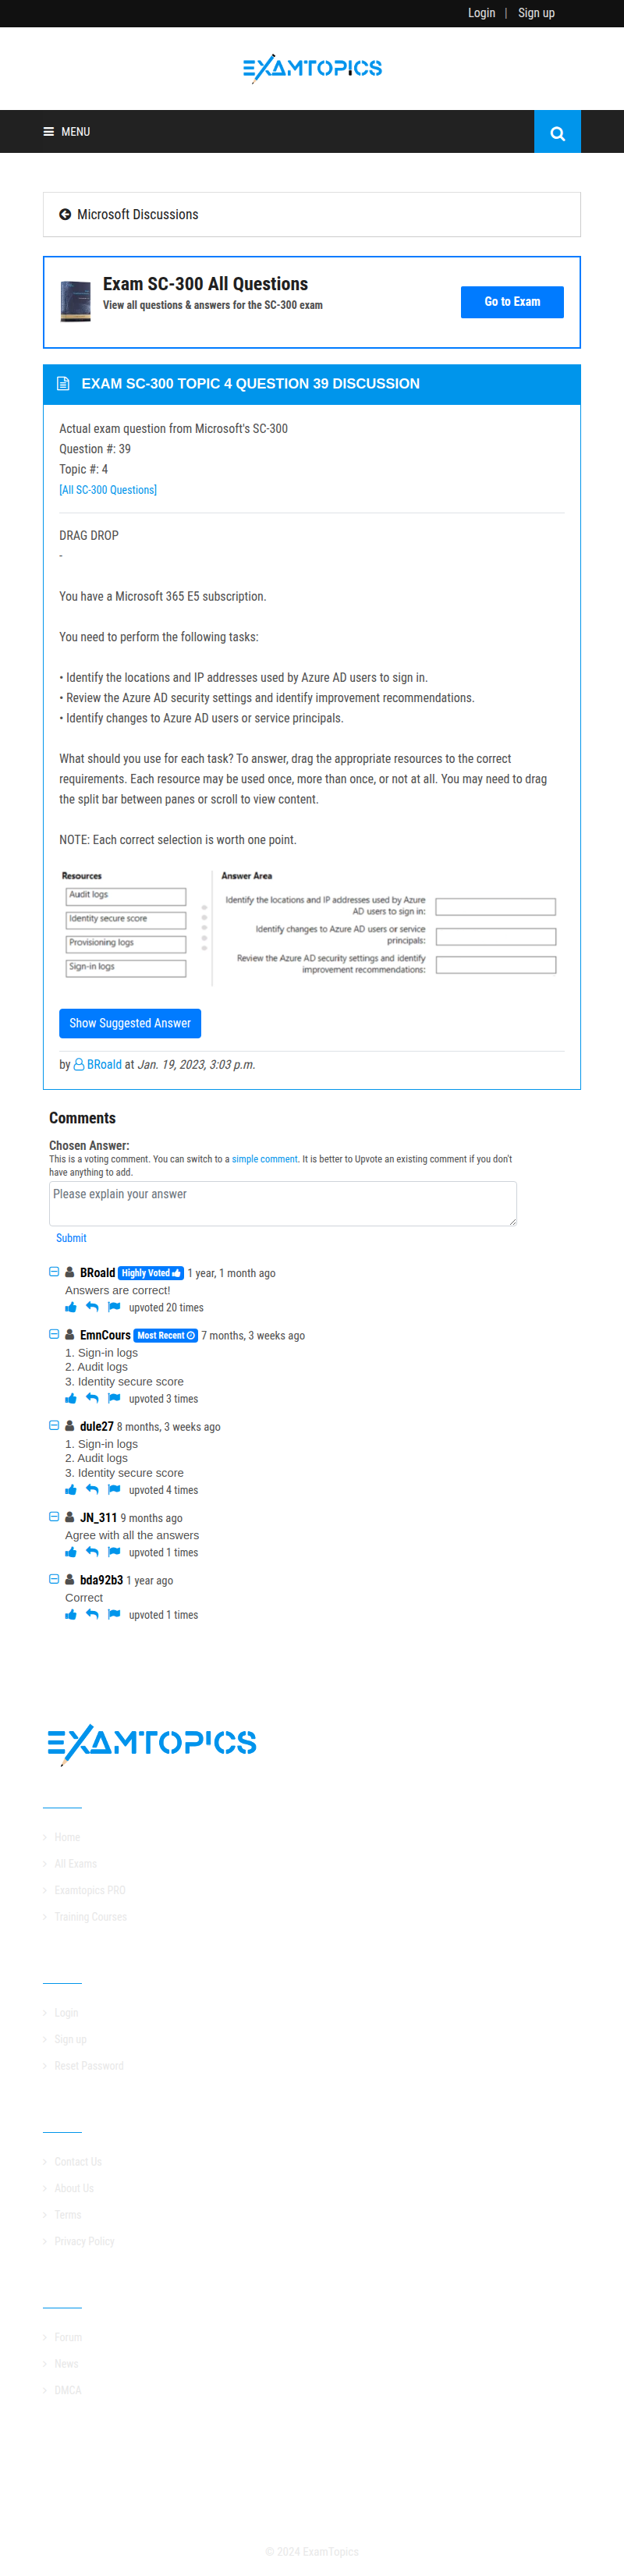 Login | Sign up
EXAMTOPICS
MENU
Microsoft Discussions
Exam SC-300 All Questions
View all questions & answers for the SC-300 exam
Go to Exam
EXAM SC-300 TOPIC 4 QUESTION 39 DISCUSSION
Actual exam question from Microsoft's SC-300
Question #: 39
Topic #: 4
[All SC-300 Questions]
DRAG DROP
-
You have a Microsoft 365 E5 subscription.
You need to perform the following tasks:
• Identify the locations and IP addresses used by Azure AD users to sign in.
• Review the Azure AD security settings and identify improvement recommendations.
• Identify changes to Azure AD users or service principals.
What should you use for each task? To answer, drag the appropriate resources to the correct
requirements. Each resource may be used once, more than once, or not at all. You may need to drag
the split bar between panes or scroll to view content.
NOTE: Each correct selection is worth one point.
Resources
Audit logs
Identity secure score
Provisioning logs
Sign-in logs
Answer Area
Identify the locations and IP addresses used by Azure
AD users to sign in:
Identify changes to Azure AD users or service
principals:
Review the Azure AD security settings and identify
improvement recommendations:
Show Suggested Answer
by BRoald at Jan. 19, 2023, 3:03 p.m.
Comments
Chosen Answer:
This is a voting comment. You can switch to a simple comment. It is better to Upvote an existing comment if you don't
have anything to add.
Please explain your answer
Submit
BRoald Highly Voted 1 year, 1 month ago
Answers are correct!
upvoted 20 times
EmnCours Most Recent 7 months, 3 weeks ago
1. Sign-in logs
2. Audit logs
3. Identity secure score
upvoted 3 times
dule27 8 months, 3 weeks ago
1. Sign-in logs
2. Audit logs
3. Identity secure score
upvoted 4 times
JN_311 9 months ago
Agree with all the answers
upvoted 1 times
bda92b3 1 year ago
Correct
upvoted 1 times
EXAMTOPICS
Home
All Exams
Examtopics PRO
Training Courses
Login
Sign up
Reset Password
Contact Us
About Us
Terms
Privacy Policy
Forum
News
DMCA
© 2024 ExamTopics